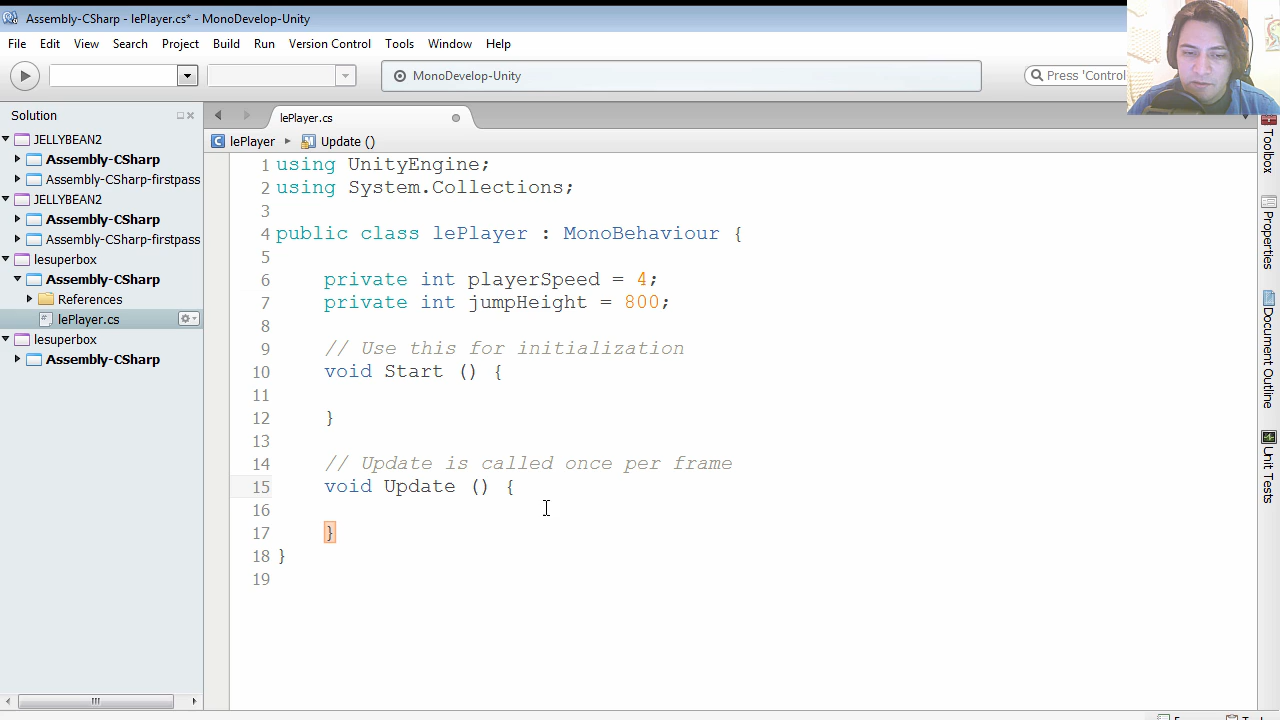 Assembly-CSharp - lePlayer.cs* - MonoDevelop-Unity
File Edit View Search Project Build Run Version Control Tools Window Help
MonoDevelop-Unity
Press 'Control
Solution
JELLYBEAN2
Assembly-CSharp
Assembly-CSharp-firstpass
JELLYBEAN2
Assembly-CSharp
Assembly-CSharp-firstpass
lesuperbox
Assembly-CSharp
References
lePlayer.cs
lesuperbox
Assembly-CSharp
lePlayer.cs
lePlayer Update ()
1 using UnityEngine;
2 using System.Collections;
3
4 public class lePlayer : MonoBehaviour {
5
6 private int playerSpeed = 4;
7 private int jumpHeight = 800;
8
9 // Use this for initialization
10 void Start () {
11
12 }
13
14 // Update is called once per frame
15 void Update () {
16
17 }
18 }
19
Toolbox
Properties
Document Outline
Unit Tests